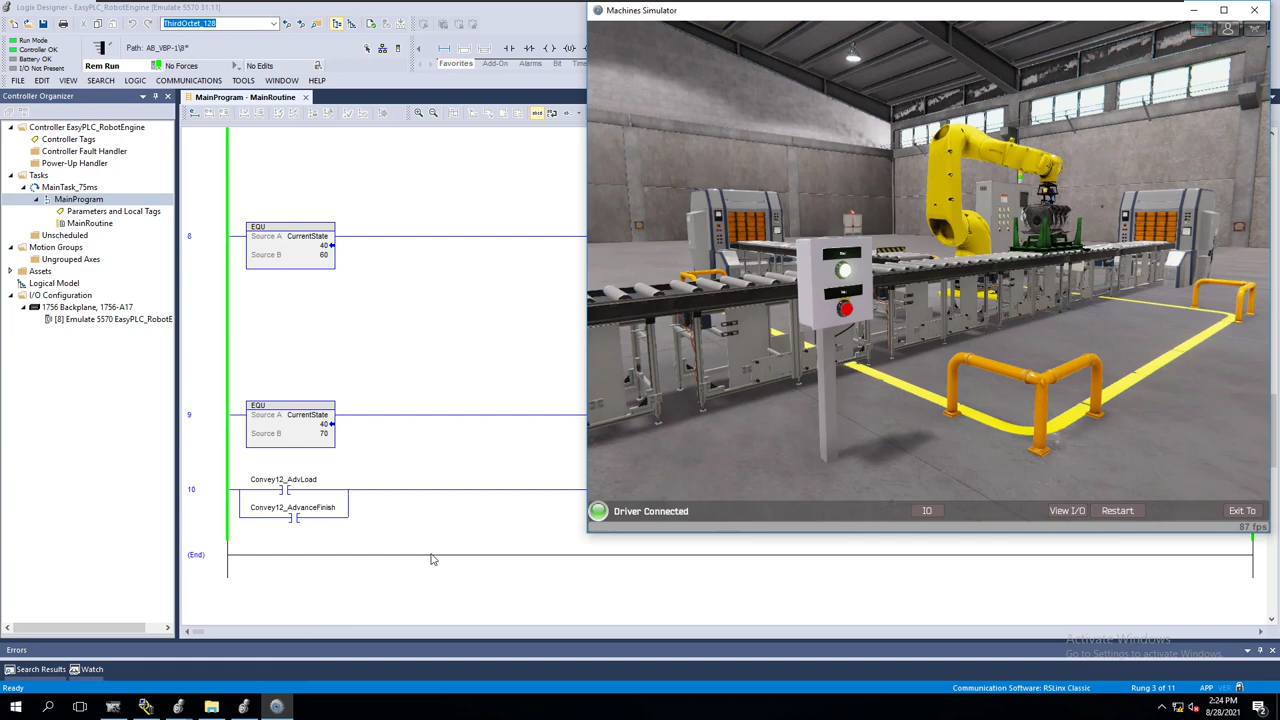 Logix Designer - EasyPLC_RobotEngine [Emulate 5570 31.11]
ThirdOctet_128
Run Mode
Controller OK
Battery OK
I/O Not Present
Path: AB_VBP-1\8*
Rem Run
No Forces
No Edits
Favorites Add-On Alarms Bit
FILE EDIT VIEW SEARCH LOGIC COMMUNICATIONS TOOLS WINDOW HELP
Controller Organizer
MainProgram - MainRoutine
Controller EasyPLC_RobotEngine
Controller Tags
Controller Fault Handler
Power-Up Handler
Tasks
MainTask_75ms
MainProgram
Parameters and Local Tags
MainRoutine
Unscheduled
Motion Groups
Ungrouped Axes
Assets
Logical Model
I/O Configuration
1756 Backplane, 1756-A17
[8] Emulate 5570 EasyPLC_RobotE
8
EQU
Source A CurrentState
40
Source B 60
9
EQU
Source A CurrentState
40
Source B 70
10
Convey12_AdvLoad
Convey12_AdvanceFinish
(End)
Machines Simulator
Driver Connected
IO
View I/O
Restart
Exit To
87 fps
Activate Windows
Go to Settings to activate Windows.
Errors
Search Results Watch
Ready
Communication Software: RSLinx Classic
Rung 3 of 11
APP
VER
2:24 PM
8/28/2021
2